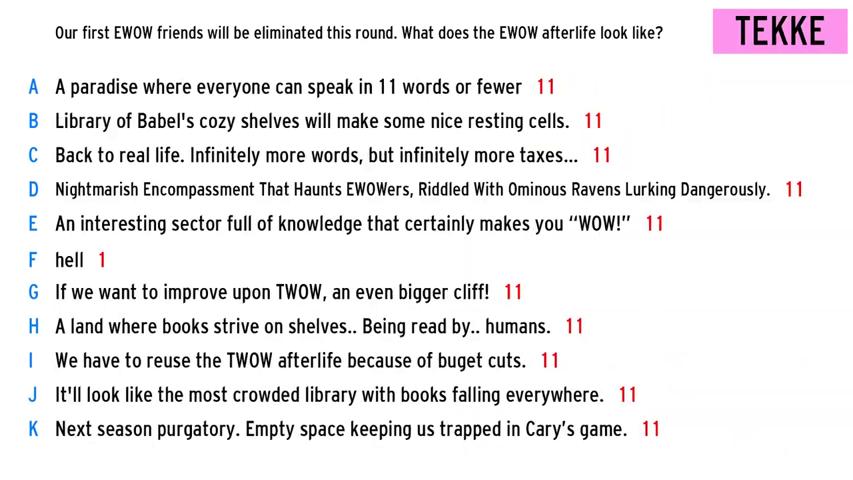 Our first EWOW friends will be eliminated this round. What does the EWOW afterlife look like?
TEKKE
A A paradise where everyone can speak in 11 words or fewer 11
B Library of Babel's cozy shelves will make some nice resting cells. 11
C Back to real life. Infinitely more words, but infinitely more taxes... 11
D Nightmarish Encompassment That Haunts EWOWers, Riddled With Ominous Ravens Lurking Dangerously. 11
E An interesting sector full of knowledge that certainly makes you “WOW!” 11
F hell 1
G If we want to improve upon TWOW, an even bigger cliff! 11
H A land where books strive on shelves.. Being read by.. humans. 11
I We have to reuse the TWOW afterlife because of buget cuts. 11
J It'll look like the most crowded library with books falling everywhere. 11
K Next season purgatory. Empty space keeping us trapped in Cary’s game. 11